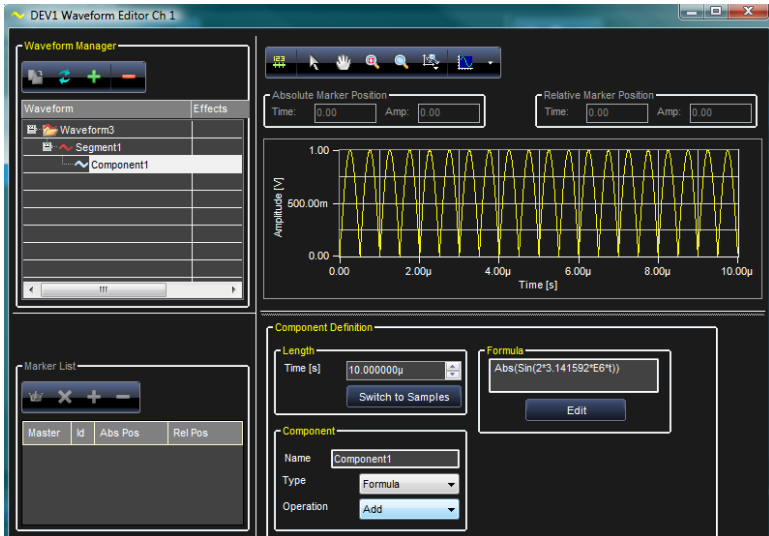 DEV1 Waveform Editor Ch 1
Waveform Manager
Waveform Effects
Waveform3
Segment1
Component1
123
Absolute Marker Position
Time: 0.00 Amp: 0.00
Relative Marker Position
Time: 0.00 Amp: 0.00
Amplitude [V]
1.00
500.00m
0.00
0.00 2.00µ 4.00µ 6.00µ 8.00µ 10.00µ
Time [s]
Marker List
Master Id Abs Pos Rel Pos
Component Definition
Length
Time [s] 10.000000µ
Switch to Samples
Formula
Abs(Sin(2*3.141592*E6*t))
Edit
Component
Name Component1
Type Formula
Operation Add